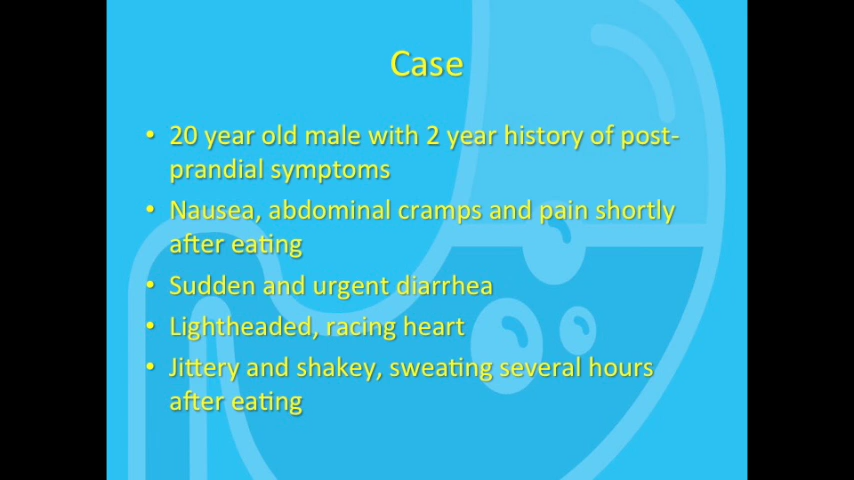 Case
• 20 year old male with 2 year history of post-
prandial symptoms
• Nausea, abdominal cramps and pain shortly
after eating
• Sudden and urgent diarrhea
• Lightheaded, racing heart
• Jittery and shakey, sweating several hours
after eating